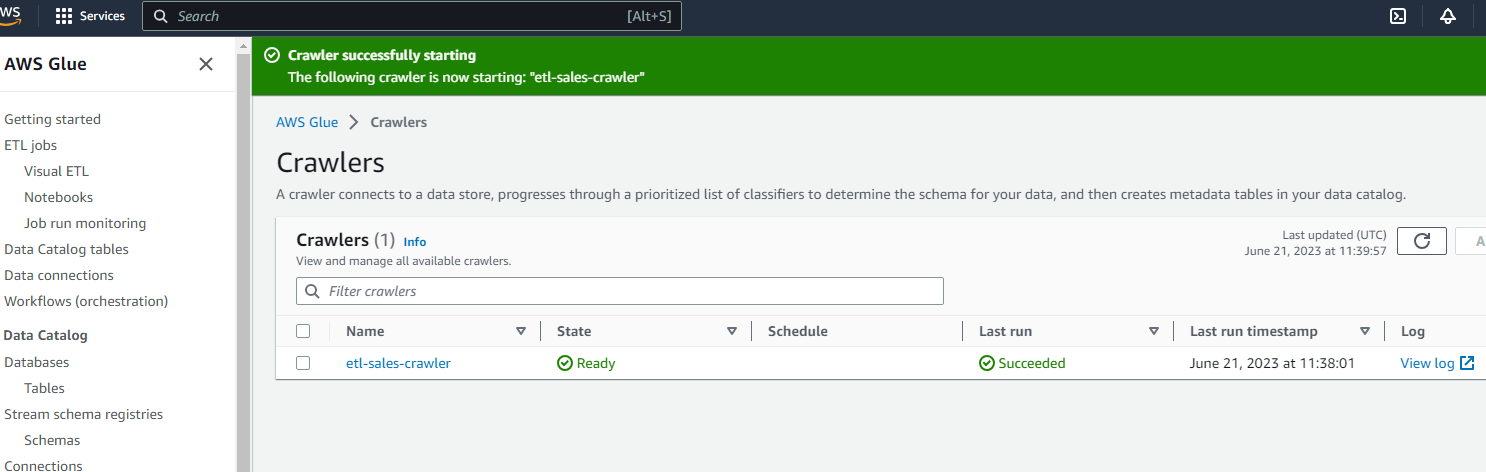 Services
Search
[Alt+S]
AWS Glue
Getting started
ETL jobs
Visual ETL
Notebooks
Job run monitoring
Data Catalog tables
Data connections
Workflows (orchestration)
Data Catalog
Databases
Tables
Stream schema registries
Schemas
Connections
Crawler successfully starting
The following crawler is now starting: "etl-sales-crawler"
AWS Glue
Crawlers
Crawlers
A crawler connects to a data store, progresses through a prioritized list of classifiers to determine the schema for your data, and then creates metadata tables in your data catalog.
Crawlers (1) Info
View and manage all available crawlers.
Last updated (UTC)
June 21, 2023 at 11:39:57
Filter crawlers
Name State Schedule Last run Last run timestamp Log
etl-sales-crawler Ready Succeeded June 21, 2023 at 11:38:01 View log